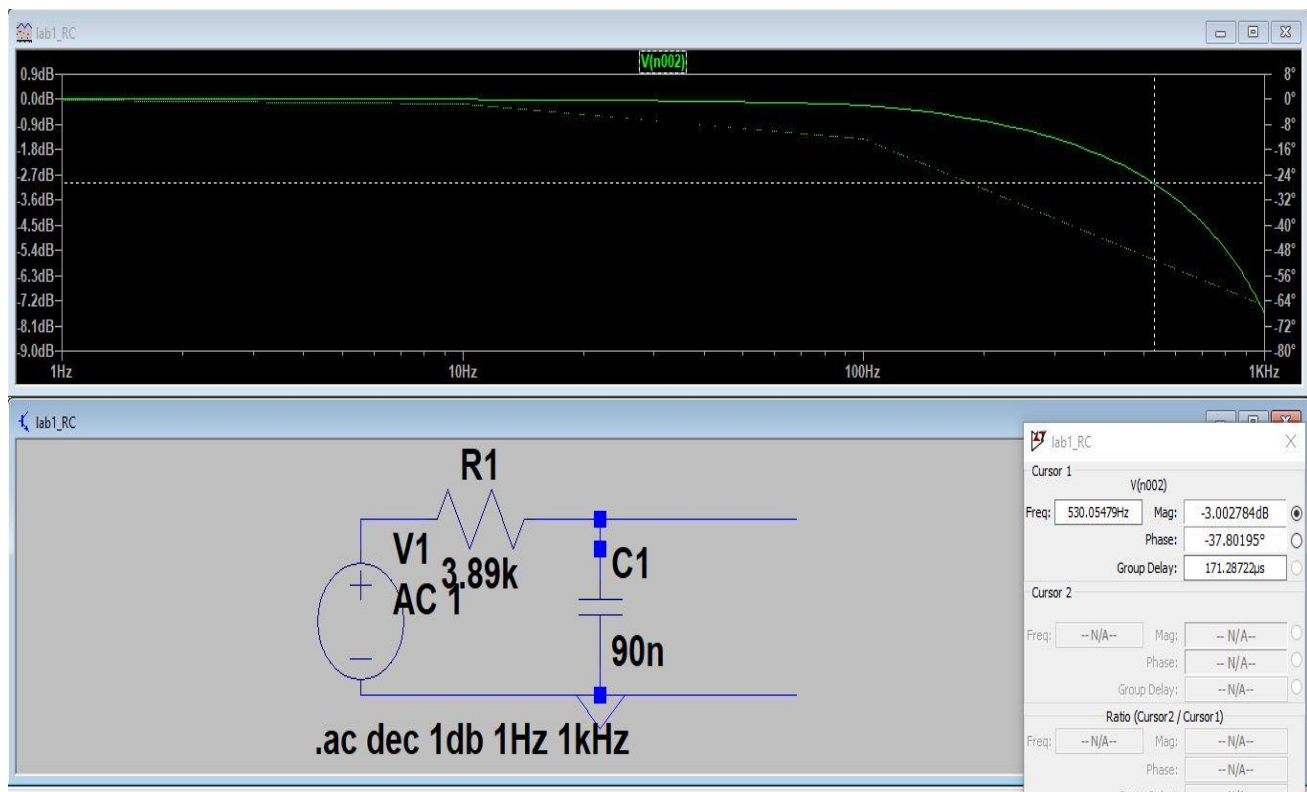 lab1_RC
V(n002)
0.9dB
0.0dB
-0.9dB
-1.8dB
-2.7dB
-3.6dB
-4.5dB
-5.4dB
-6.3dB
-7.2dB
-8.1dB
-9.0dB
8°
0°
-8°
-16°
-24°
-32°
-40°
-48°
-56°
-64°
-72°
-80°
1Hz 10Hz 100Hz 1KHz
lab1_RC
R1
3.89k
V1
AC 1
C1
90n
.ac dec 1db 1Hz 1kHz
lab1_RC
Cursor 1
V(n002)
Freq: 530.05479Hz Mag: -3.002784dB
Phase: -37.80195°
Group Delay: 171.28722µs
Cursor 2
Freq: -- N/A-- Mag: -- N/A--
Phase: -- N/A--
Group Delay: -- N/A--
Ratio (Cursor2 / Cursor1)
Freq: -- N/A-- Mag: -- N/A--
Phase: -- N/A--